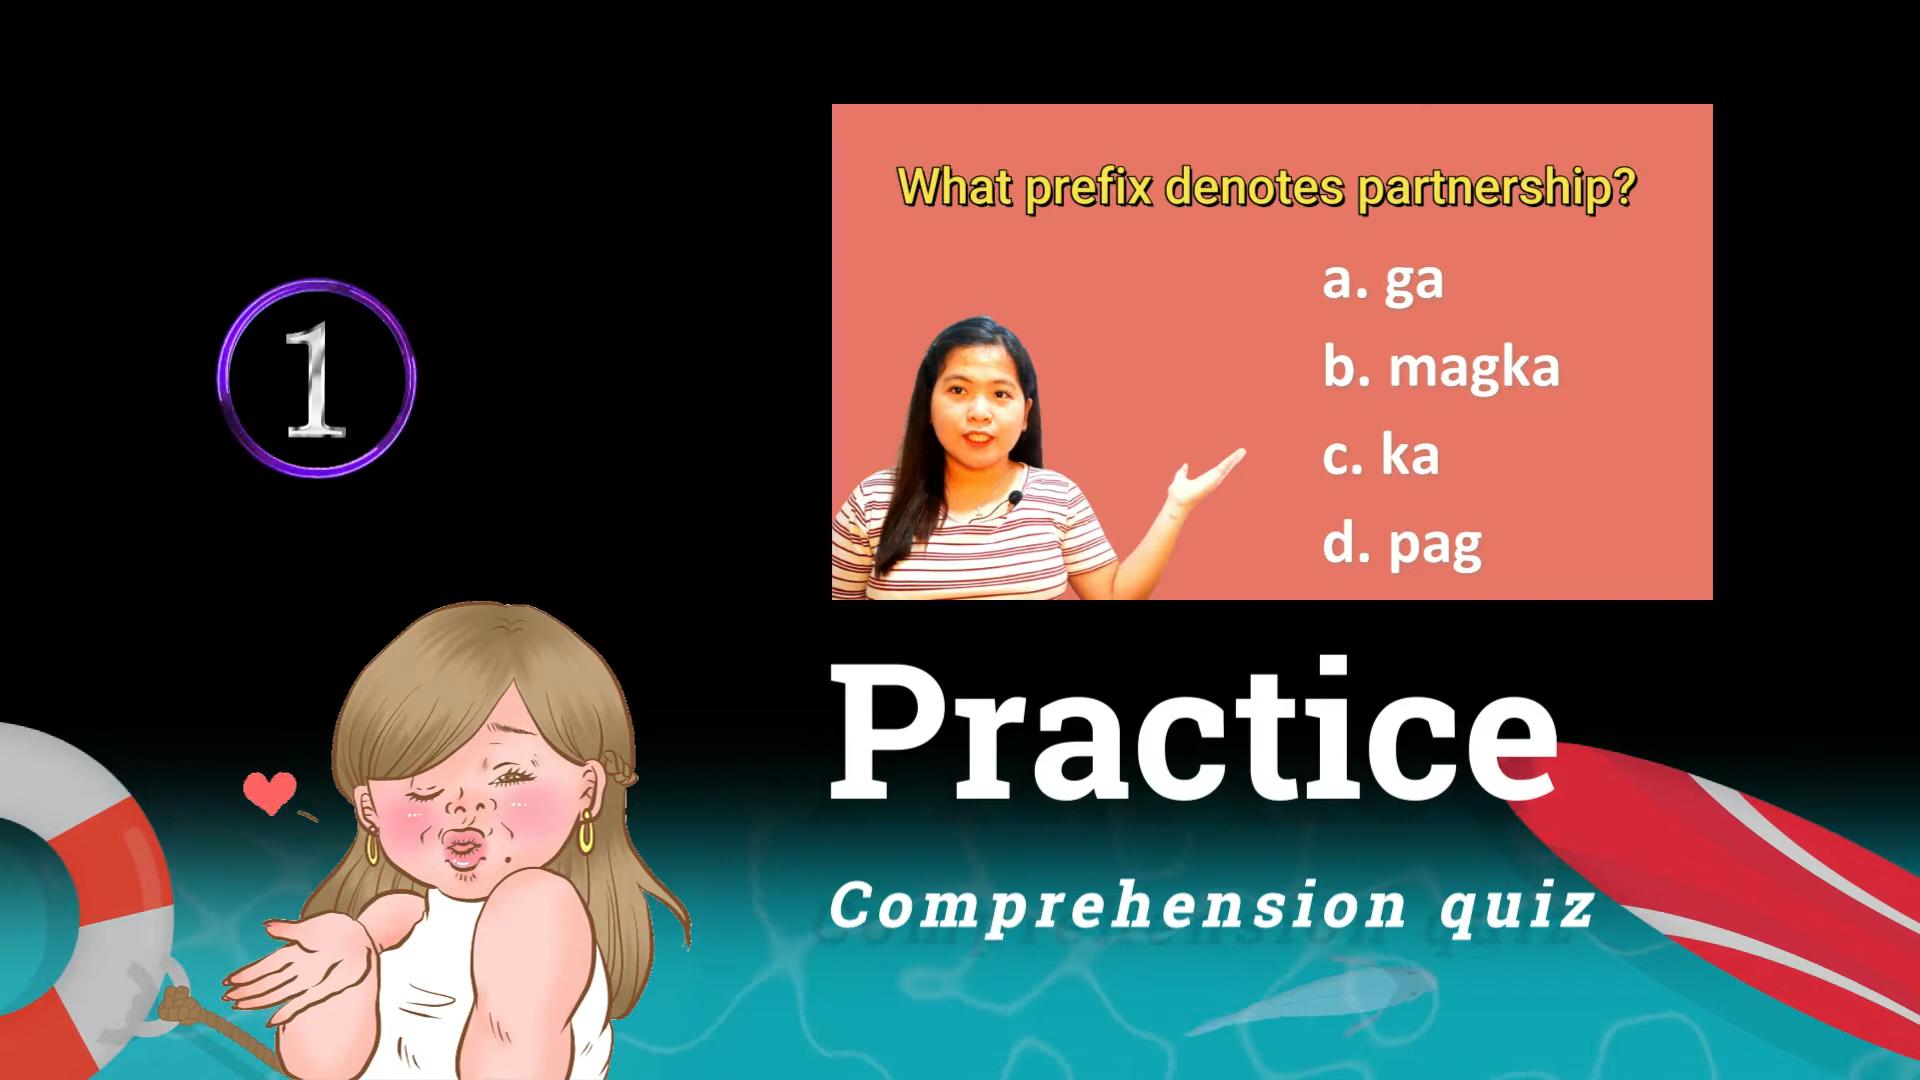 1
What prefix denotes partnership?
a. ga
b. magka
c. ka
d. pag
Practice
Comprehension quiz